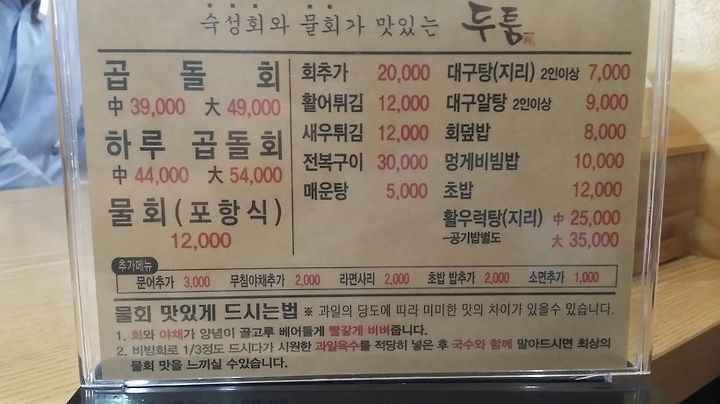 숙성회와 물회가 맛있는 두툼
곱돌회
中 39,000 大 49,000
하루 곱돌회
中 44,000 大 54,000
물회(포항식)
12,000
회추가 20,000
활어튀김 12,000
새우튀김 12,000
전복구이 30,000
매운탕 5,000
대구탕(지리) 2인이상 7,000
대구알탕 2인이상 9,000
회덮밥 8,000
멍게비빔밥 10,000
초밥 12,000
활우럭탕(지리) 中 25,000
-공기밥별도 大 35,000
추가메뉴
문어추가 3,000 무침야채추가 2,000 라면사리 2,000 초밥 밥추가 2,000 소면추가 1,000
물회 맛있게 드시는법 ※ 과일의 당도에 따라 미미한 맛의 차이가 있을수 있습니다.
1. 회와 야채가 양념이 골고루 베어들게 빨갛게 비벼줍니다.
2. 비빔회로 1/3정도 드시다가 시원한 과일육수를 적당히 넣은 후 국수와 함께 말아드시면 최상의
물회 맛을 느끼실 수있습니다.